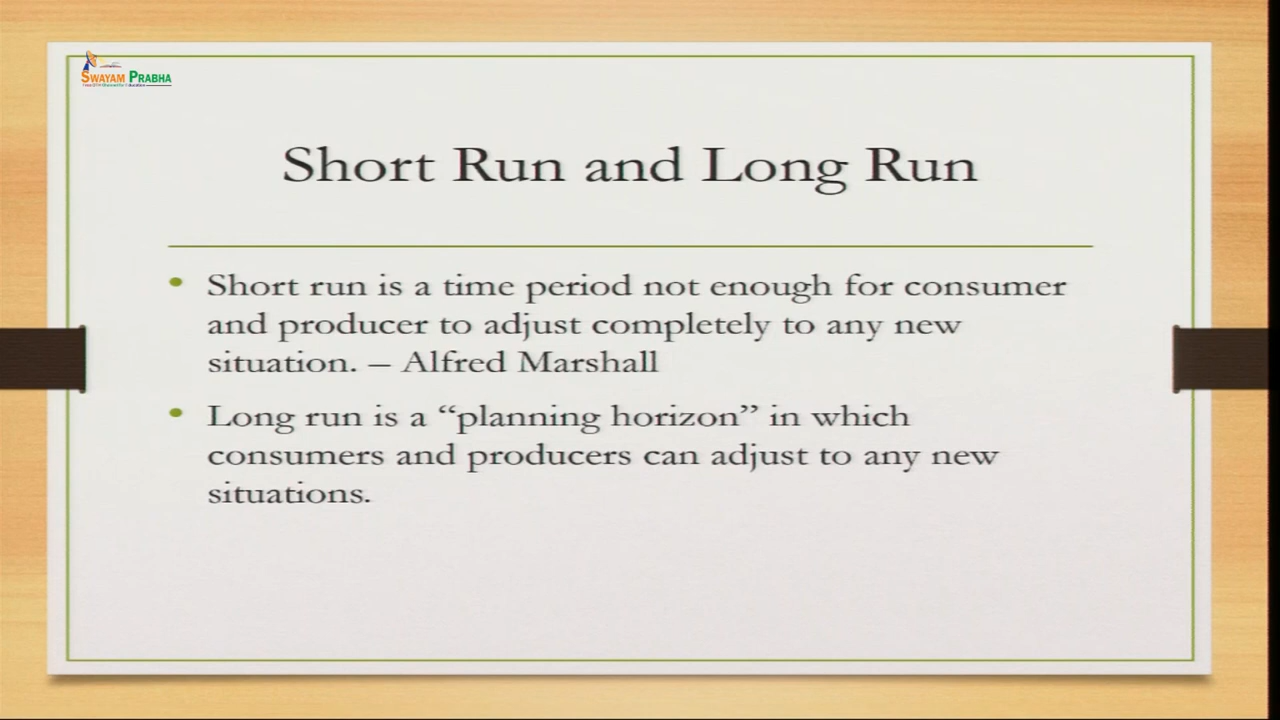 SWAYAM PRABHA
Short Run and Long Run
• Short run is a time period not enough for consumer
and producer to adjust completely to any new
situation. – Alfred Marshall
• Long run is a “planning horizon” in which
consumers and producers can adjust to any new
situations.